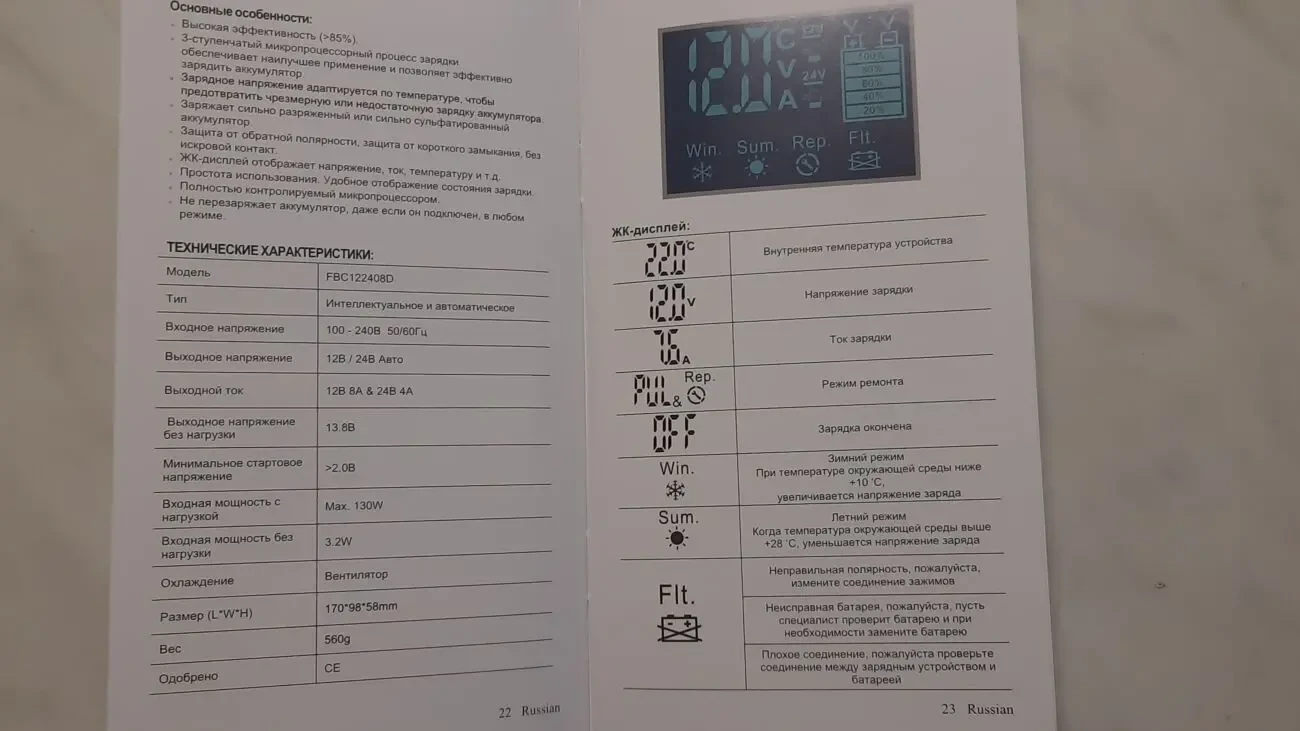 Основные особенности:
Высокая эффективность (>85%).
3-ступенчатый микропроцессорный процесс зарядки
обеспечивает наилучшее применение и позволяет эффективно
зарядить аккумулятор.
Зарядное напряжение адаптируется по температуре, чтобы
предотвратить чрезмерную или недостаточную зарядку аккумулятора.
Заряжает сильно разряженный или сильно сульфатированный
аккумулятор.
Защита от обратной полярности, защита от короткого замыкания, без
искровой контакт.
ЖК-дисплей отображает напряжение, ток, температуру и т.д.
Простота использования. Удобное отображение состояния зарядки.
Полностью контролируемый микропроцессором.
Не перезаряжает аккумулятор, даже если он подключен, в любом
режиме.
ТЕХНИЧЕСКИЕ ХАРАКТЕРИСТИКИ:
Модель FBC122408D
Тип Интеллектуальное и автоматическое
Входное напряжение 100 - 240В 50/60Гц
Выходное напряжение 12В / 24В Авто
Выходной ток 12В 8А & 24В 4А
Выходное напряжение
без нагрузки 13.8В
Минимальное стартовое
напряжение >2.0В
Входная мощность с
нагрузкой Max. 130W
Входная мощность без
нагрузки 3.2W
Охлаждение Вентилятор
Размер (L*W*H) 170*98*58mm
Вес 560g
Одобрено CE
22 Russian
C
V
A
24V
V V
100%
80%
60%
40%
20%
Win. Sum. Rep. Flt.
ЖК-дисплей:
22.0°C Внутренняя температура устройства
12.0V Напряжение зарядки
7.6A Ток зарядки
PUL & Rep. Режим ремонта
OFF Зарядка окончена
Win. Зимний режим
При температуре окружающей среды ниже
+10 °C,
увеличивается напряжение заряда
Sum. Летний режим
Когда температура окружающей среды выше
+28 °C, уменьшается напряжение заряда
Flt.
Неправильная полярность, пожалуйста,
измените соединение зажимов
Неисправная батарея, пожалуйста, пусть
специалист проверит батарею и при
необходимости замените батарею
Плохое соединение, пожалуйста проверьте
соединение между зарядным устройством и
батареей
23 Russian